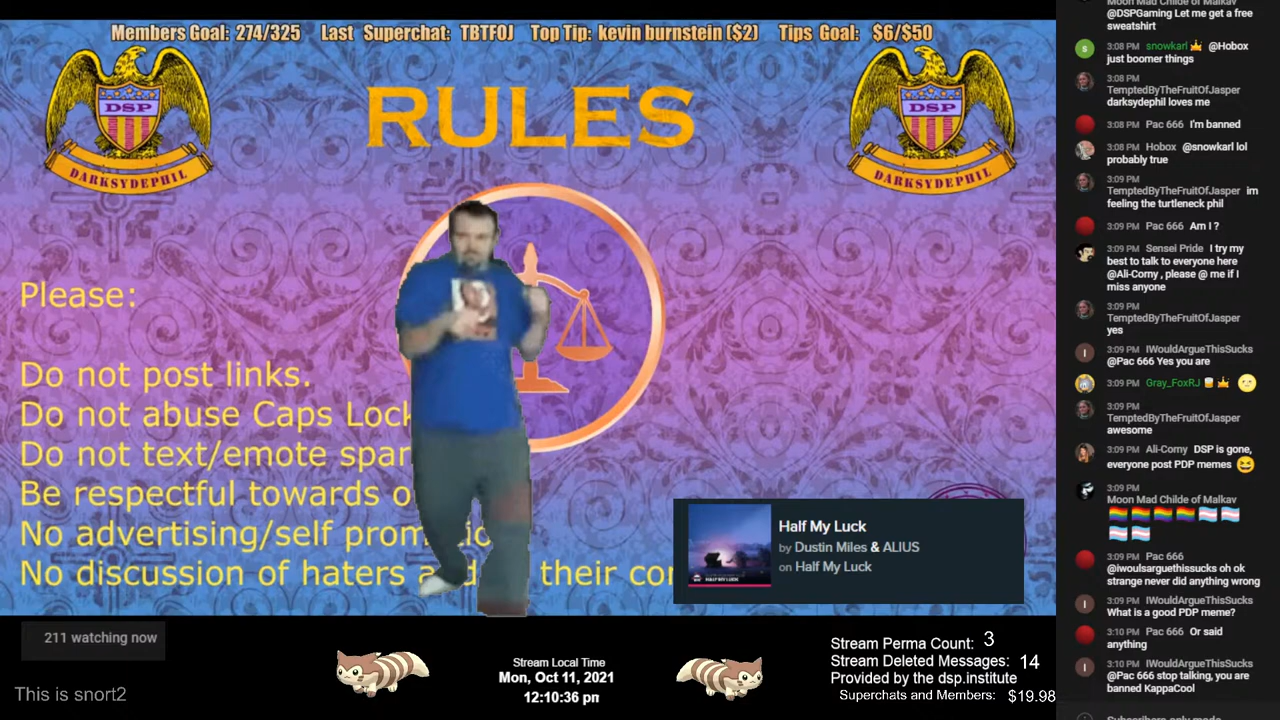 Members Goal: 274/325 Last Superchat: TBTFOJ Top Tip: kevin burnstein ($2) Tips Goal: $6/$50
DSP
DARKSYDEPHIL
RULES
DSP
DARKSYDEPHIL
Please:
Do not post links.
Do not abuse Caps Lock
Do not text/emote
Be respectful towards
No advertising/self
No discussion of haters their
Half My Luck
by Dustin Miles & ALIUS
on Half My Luck
HALF MY LUCK
211 watching now
This is snort2
Stream Local Time
Mon, Oct 11, 2021
12:10:36 pm
Stream Perma Count: 3
Stream Deleted Messages: 14
Provided by the dsp.institute
Superchats and Members: $19.98
Moon Mad Childe of Malkav
@DSPGaming Let me get a free
sweatshirt
3:08 PM snowkarl @Hobox
just boomer things
3:08 PM
TemptedByTheFruitOfJasper
darksydephil loves me
3:08 PM Pac 666 I'm banned
3:08 PM Hobox @snowkarl lol
probably true
3:09 PM
TemptedByTheFruitOfJasper im
feeling the turtleneck phil
3:09 PM Pac 666 Am I ?
3:09 PM Sensei Pride I try my
best to talk to everyone here
@Ali-Corny , please @ me if I
miss anyone
3:09 PM
TemptedByTheFruitOfJasper
yes
3:09 PM IWouldArgueThisSucks
@Pac 666 Yes you are
3:09 PM Gray_FoxRJ
3:09 PM
TemptedByTheFruitOfJasper
awesome
3:09 PM Ali-Corny DSP is gone,
everyone post PDP memes
3:09 PM
Moon Mad Childe of Malkav
3:09 PM Pac 666
@iwoulsarguethissucks oh ok
strange never did anything wrong
3:09 PM IWouldArgueThisSucks
What is a good PDP meme?
3:10 PM Pac 666 Or said
anything
3:10 PM IWouldArgueThisSucks
@Pac 666 stop talking, you are
banned KappaCool